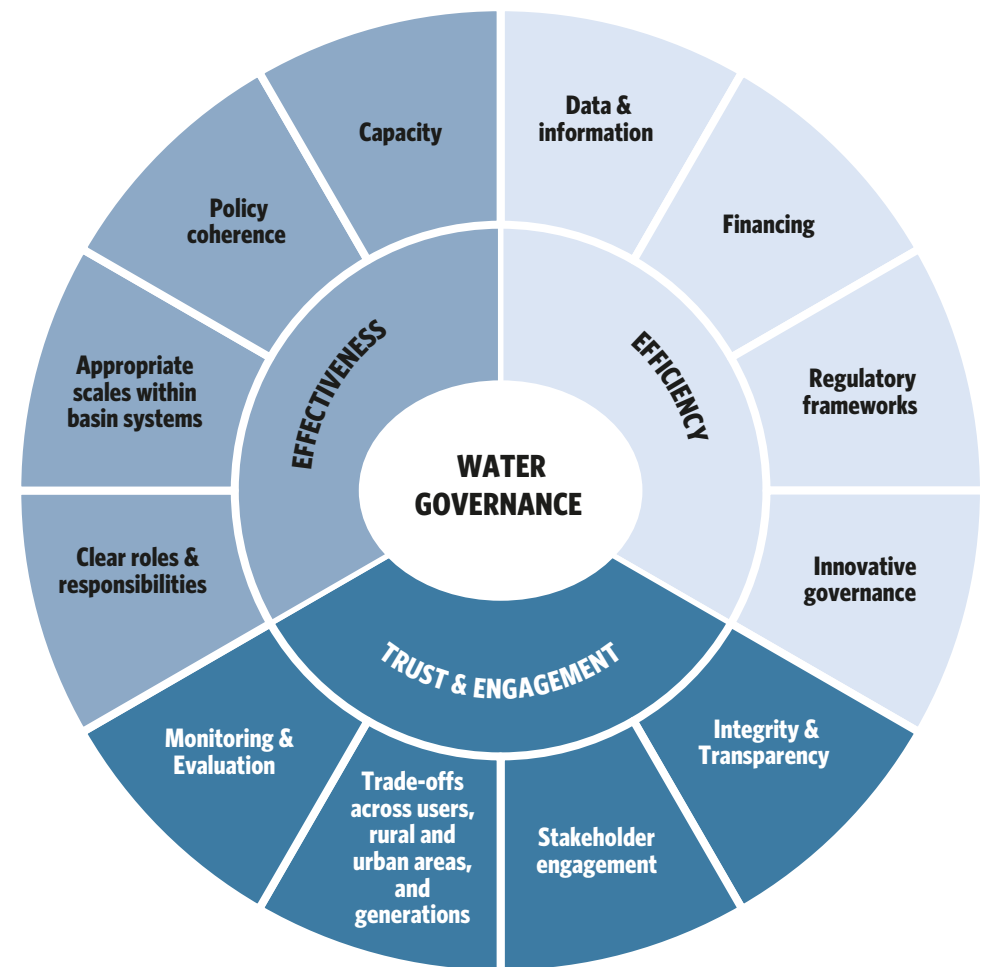 WATER
GOVERNANCE
EFFECTIVENESS
Capacity
Policy
coherence
Appropriate
scales within
basin systems
Clear roles &
responsibilities
EFFICIENCY
Data &
information
Financing
Regulatory
frameworks
Innovative
governance
TRUST & ENGAGEMENT
Integrity &
Transparency
Stakeholder
engagement
Trade-offs
across users,
rural and
urban areas,
and
generations
Monitoring &
Evaluation